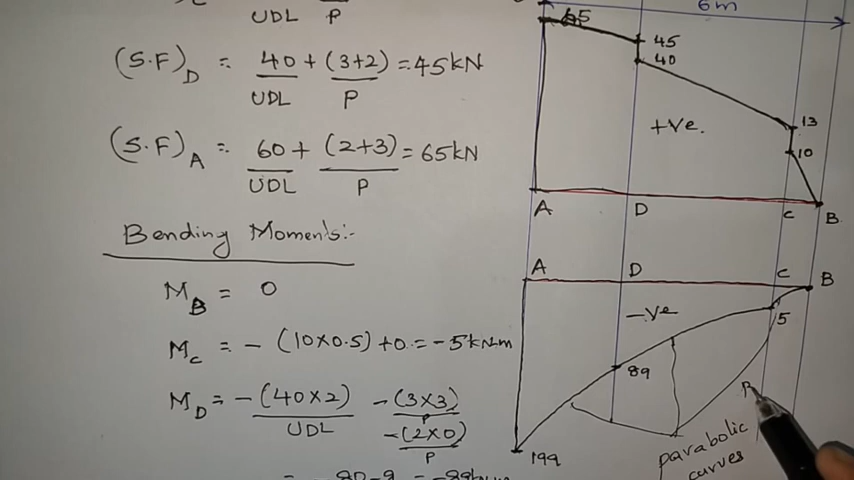 UDL P
(S.F)D = 40 + (3+2) = 45kN
UDL P
(S.F)A = 60 + (2+3) = 65kN
UDL P
Bending Moments:-
MB = 0
Mc = -(10×0.5)+0 = -5kN-m
MD = -(40×2) -(3×3)
UDL P
-(2×0)
P
6m
65
45
40
13
10
+ve.
A D C B
A D C B
-ve
5
89
199
parabolic
curves